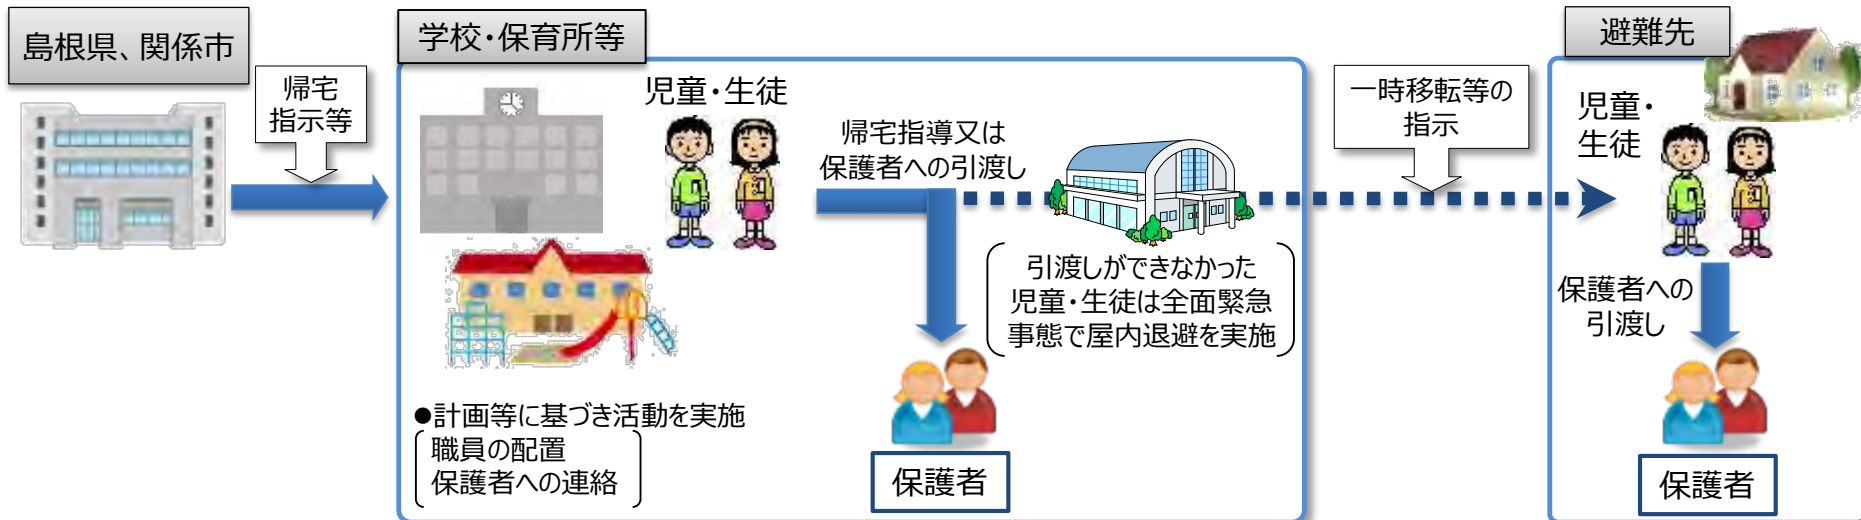 島根県、関係市
帰宅
指示等
学校・保育所等
児童・生徒
帰宅指導又は
保護者への引渡し
引渡しができなかった
児童・生徒は全面緊急
事態で屋内退避を実施
●計画等に基づき活動を実施
職員の配置
保護者への連絡
保護者
一時移転等の
指示
避難先
児童・
生徒
保護者への
引渡し
保護者